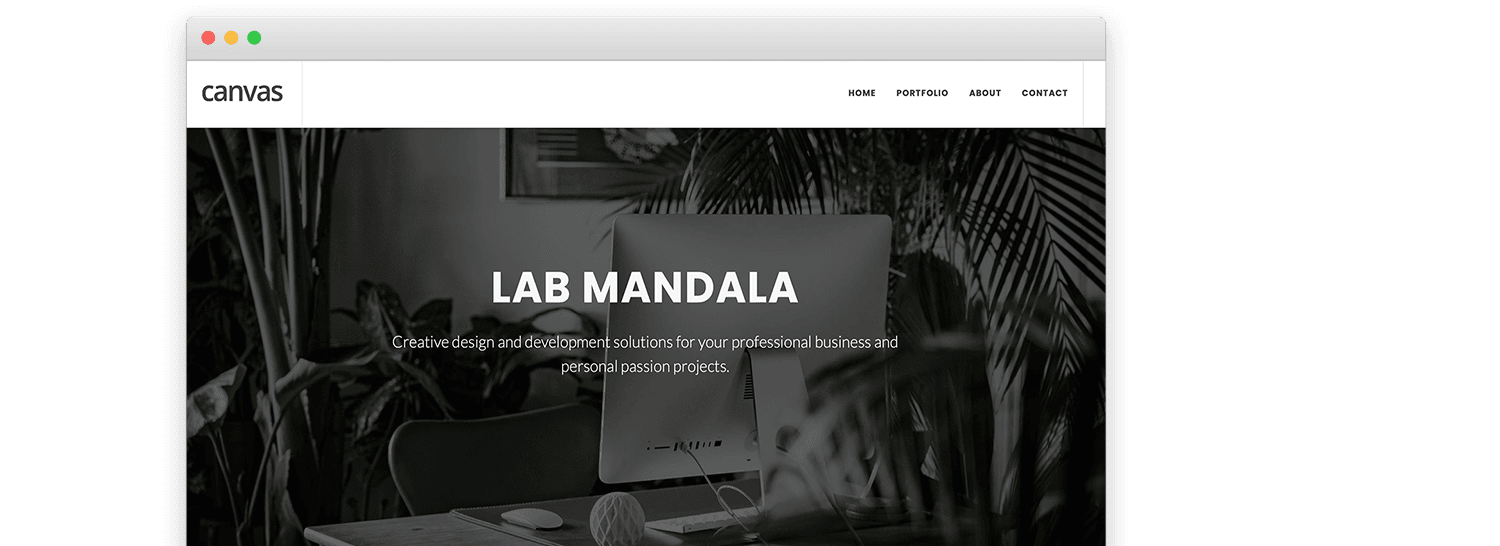 canvas
HOME PORTFOLIO ABOUT CONTACT
LAB MANDALA
Creative design and development solutions for your professional business and
personal passion projects.